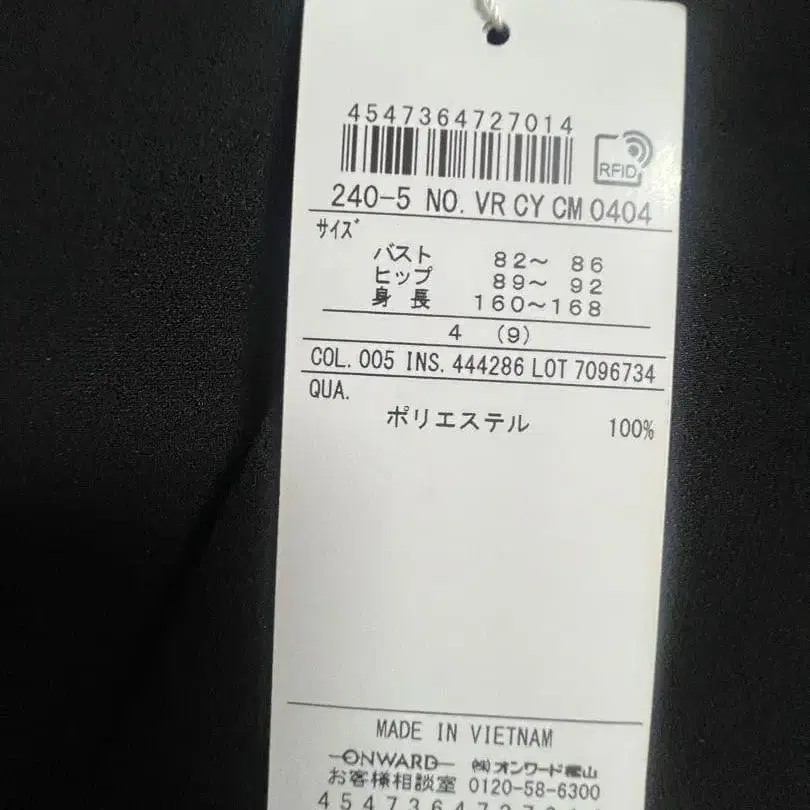 4547364727014
RFID
240-5 NO. VR CY CM 0404
サイズ
バスト 82～ 86
ヒップ 89～ 92
身長 160～168
4 (9)
COL. 005 INS. 444286 LOT 7096734
QUA.
ポリエステル 100%
MADE IN VIETNAM
ONWARD ㈱オンワード樫山
お客様相談室 0120-58-6300